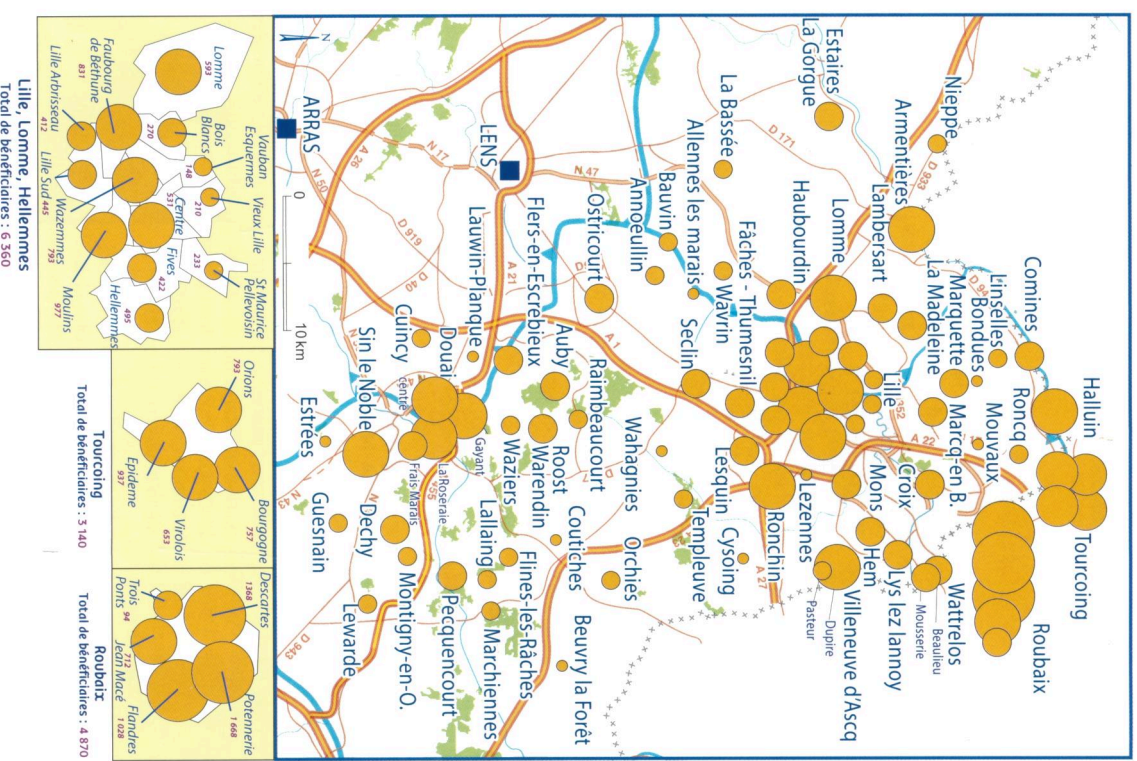 Nieppe
D 933
Estaires
La Gorgue
Armentières
D 171
La Bassée
Lambersart
Lomme
Haubourdin
Fâches - Thumesnil
Allennes les marais
Bauvin
Annoeullin
Wavrin
N 47
LENS
N 17
A 26
ARRAS
N 50
N
0
10 km
D 919
D 40
A 21
Ostricourt
Flers-en-Escrebieux
Lauwin-Planque
Comines
Linselles
Bondues
Marquette
La Madeleine
Halluin
Roncq
Mouvaux
Marcq-en B.
Lille
A 22
Croix
Mons
Seclin
A 1
Auby
Raimbeaucourt
Wahagnies
Lesquin
Lezennes
Ronchin
Douai
centre
Cuincy
Sin le Noble
Estrées
Gayant
La Roseraie
Frais Marais
Waziers
Roost
Warendin
Coutiches
Orchies
Templeuve
Cysoing
A 27
Tourcoing
Roubaix
Wattrelos
Beaulieu
Mousserie
Lys lez lannoy
Hem
Villeneuve d'Ascq
Dupire
Pasteur
N 43
Guesnain
Dechy
Lallaing
Flines-les-Râches
Beuvry la Forêt
Marchiennes
Pecquencourt
Montigny-en-O.
Lewarde
D 943
Lomme
593
Bois
Blancs
270
Vauban
Esquermes
148
Vieux Lille
210
St Maurice
Pellevoisin
233
Faubourg
de Béthune
831
Lille Arbrisseau
412
Lille Sud 445
Wazemmes
793
Centre
531
Fives
422
Moulins
977
Hellemmes
495
Lille, Lomme, Hellemmes
Total de bénéficiaires : 6 360
Orions
793
Bourgogne
757
Epideme
937
Virolois
653
Tourcoing
Total de bénéficiaires : 3 140
Descartes
1368
Potennerie
1 668
Trois
Ponts 94
712
Jean Macé
Flandres
1 028
Roubaix
Total de bénéficiaires : 4 870